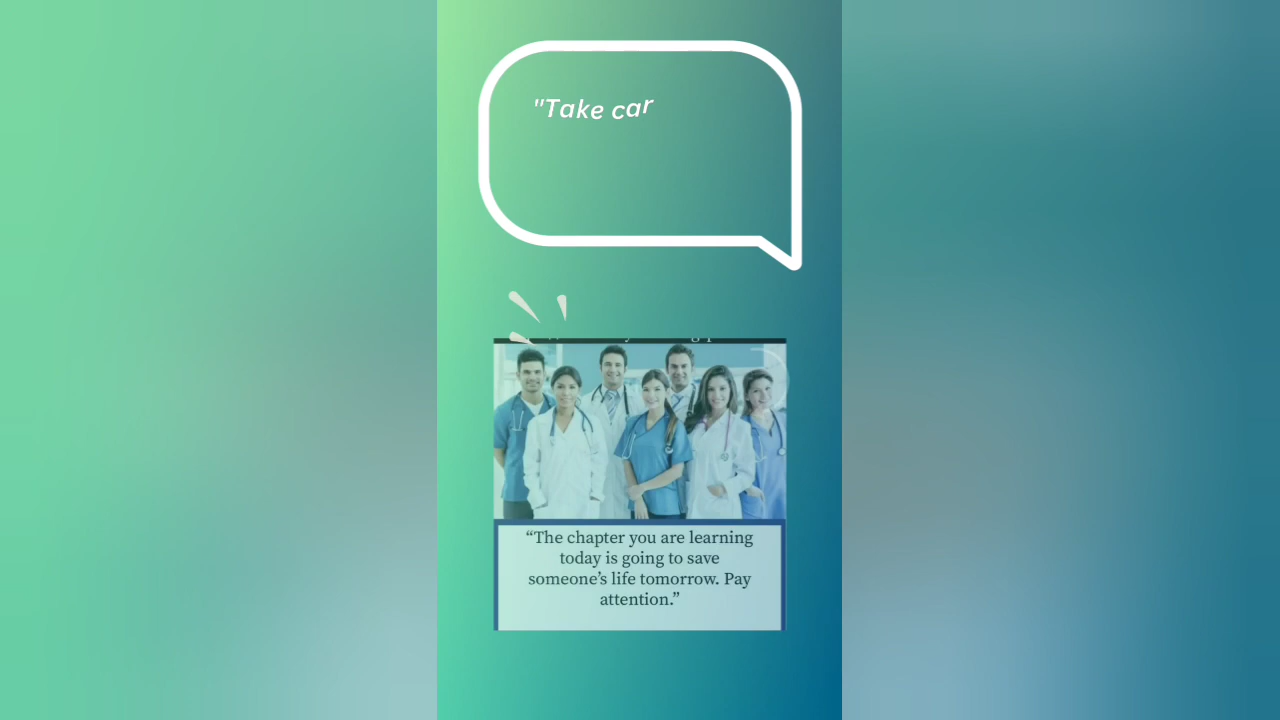 "Take car
“The chapter you are learning
today is going to save
someone’s life tomorrow. Pay
attention.”